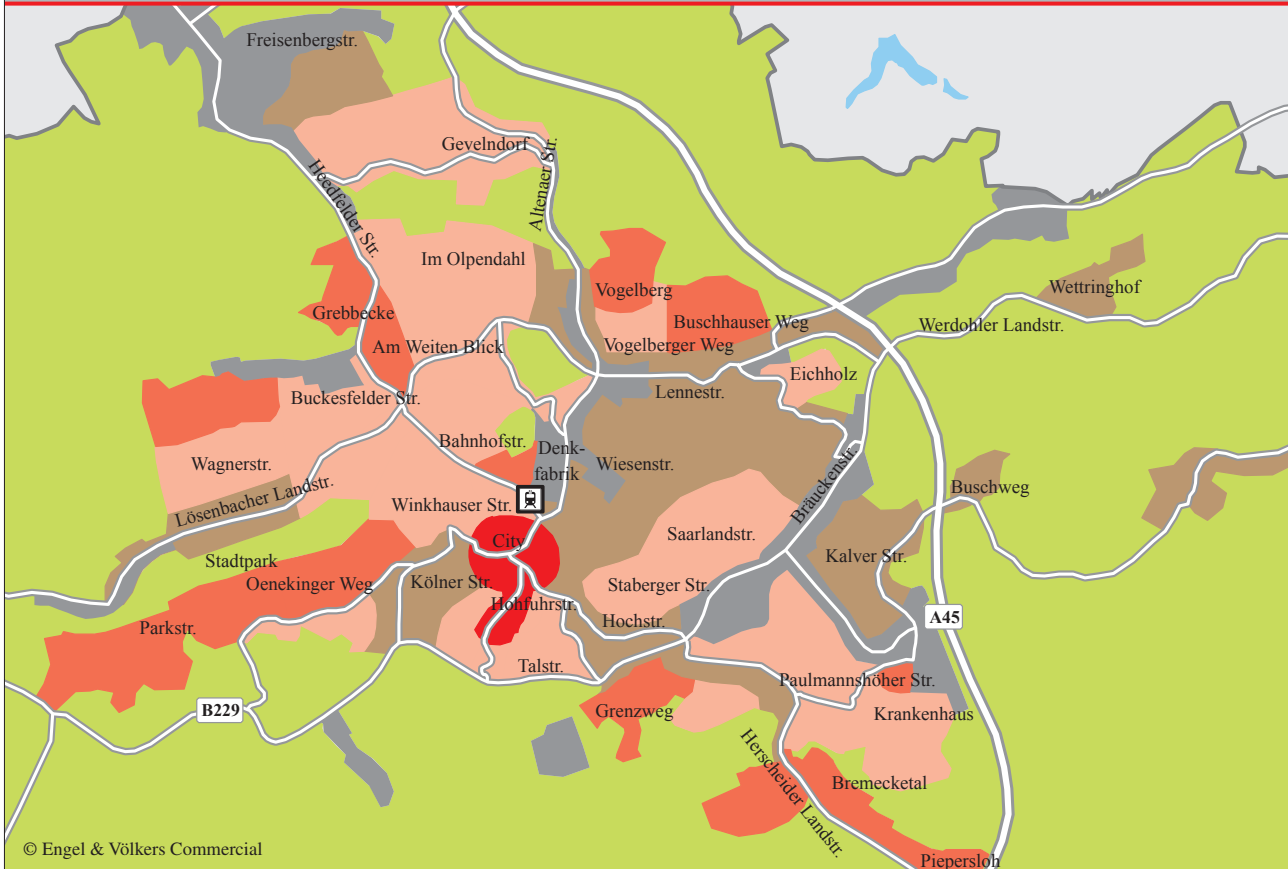 Freisenbergstr.
Gevelndorf
Altenaer Str.
Heedfelder Str.
Im Olpendahl
Vogelberg
Wettringhof
Grebbecke
Buschhauser Weg
Werdohler Landstr.
Am Weiten Blick
Vogelberger Weg
Eichholz
Buckesfelder Str.
Lennestr.
Bahnhofstr.
Denk-
fabrik
Wiesenstr.
Wagnerstr.
Bräuckenstr.
Buschweg
Lösenbacher Landstr.
Winkhauser Str.
Saarlandstr.
City
Kalver Str.
Stadtpark
Oenekinger Weg
Kölner Str.
Staberger Str.
Hohfuhrstr.
Hochstr.
Parkstr.
A45
Talstr.
Paulmannshöher Str.
B229
Grenzweg
Krankenhaus
Herscheider Landstr.
Bremecketal
© Engel & Völkers Commercial
Piepersloh